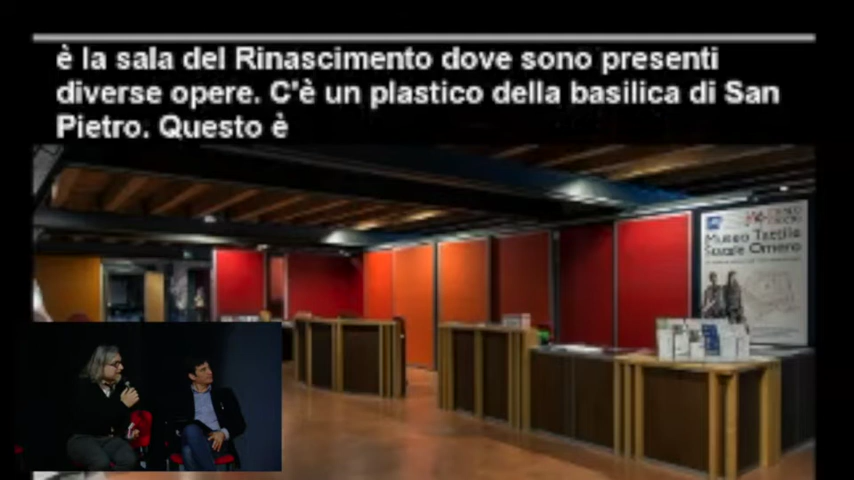 è la sala del Rinascimento dove sono presenti
diverse opere. C'è un plastico della basilica di San
Pietro. Questo è
Museo Tattile
Statale Omero